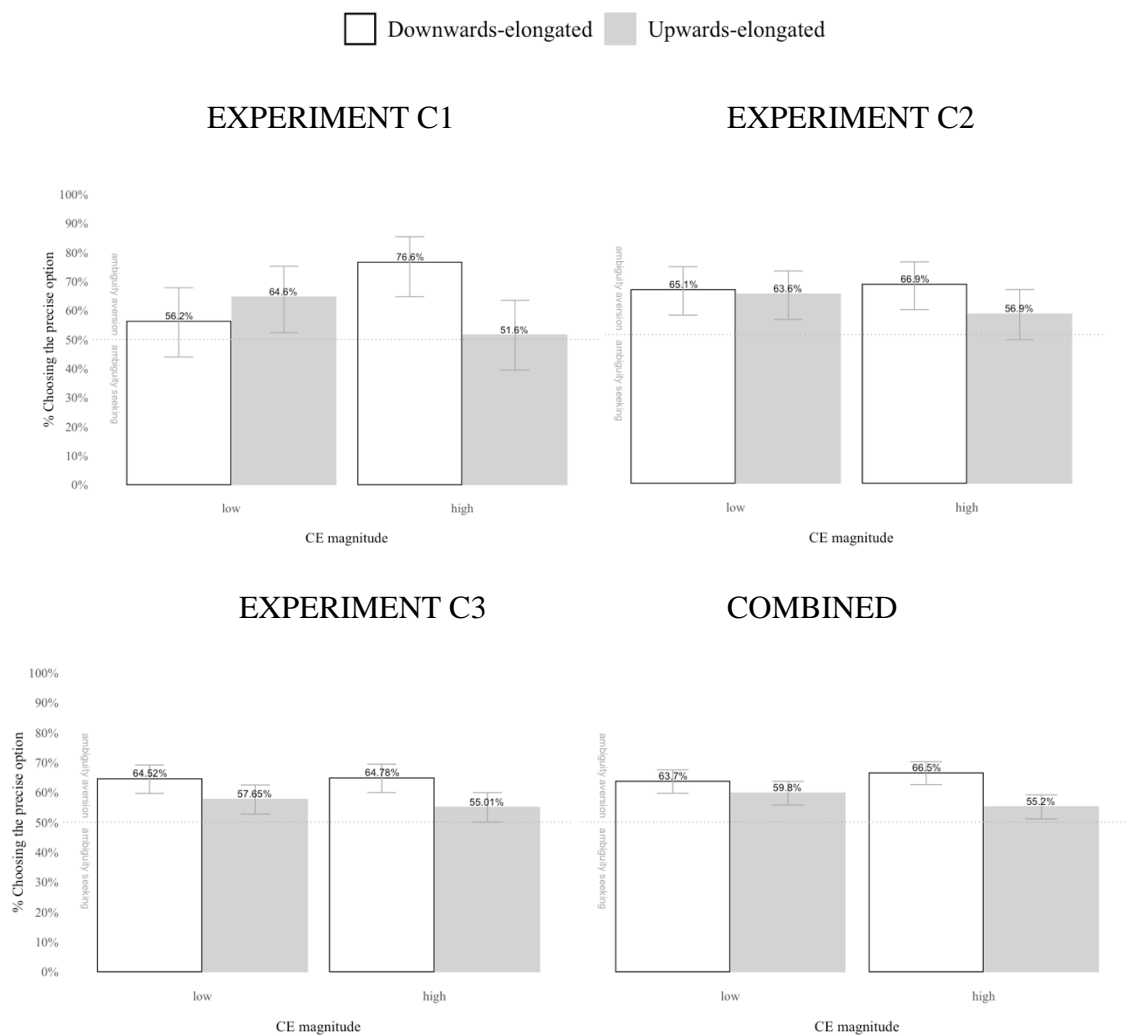 Downwards-elongated Upwards-elongated
EXPERIMENT C1
% Choosing the precise option
100%
90%
80%
70%
60%
50%
40%
30%
20%
10%
0%
ambiguity aversion
ambiguity seeking
56.2%
64.6%
76.6%
51.6%
low high
CE magnitude
EXPERIMENT C2
ambiguity aversion
ambiguity seeking
65.1%
63.6%
66.9%
56.9%
low high
CE magnitude
EXPERIMENT C3
% Choosing the precise option
100%
90%
80%
70%
60%
50%
40%
30%
20%
10%
0%
ambiguity aversion
ambiguity seeking
64.52%
57.65%
64.78%
55.01%
low high
CE magnitude
COMBINED
ambiguity aversion
ambiguity seeking
63.7%
59.8%
66.5%
55.2%
low high
CE magnitude